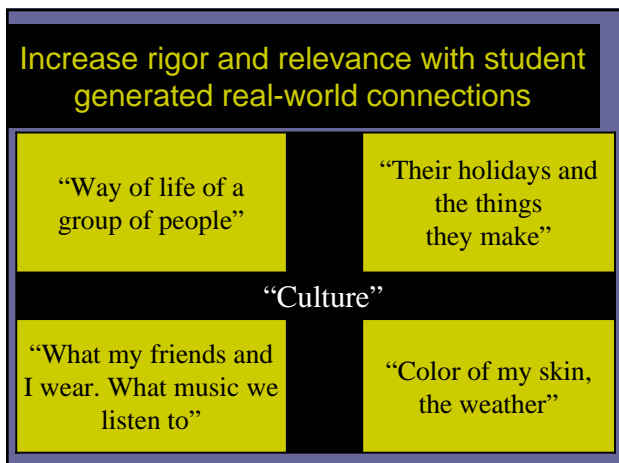 Increase rigor and relevance with student
generated real-world connections
“Way of life of a
group of people”
“Their holidays and
the things
they make”
“Culture”
“What my friends and
I wear. What music we
listen to”
“Color of my skin,
the weather”